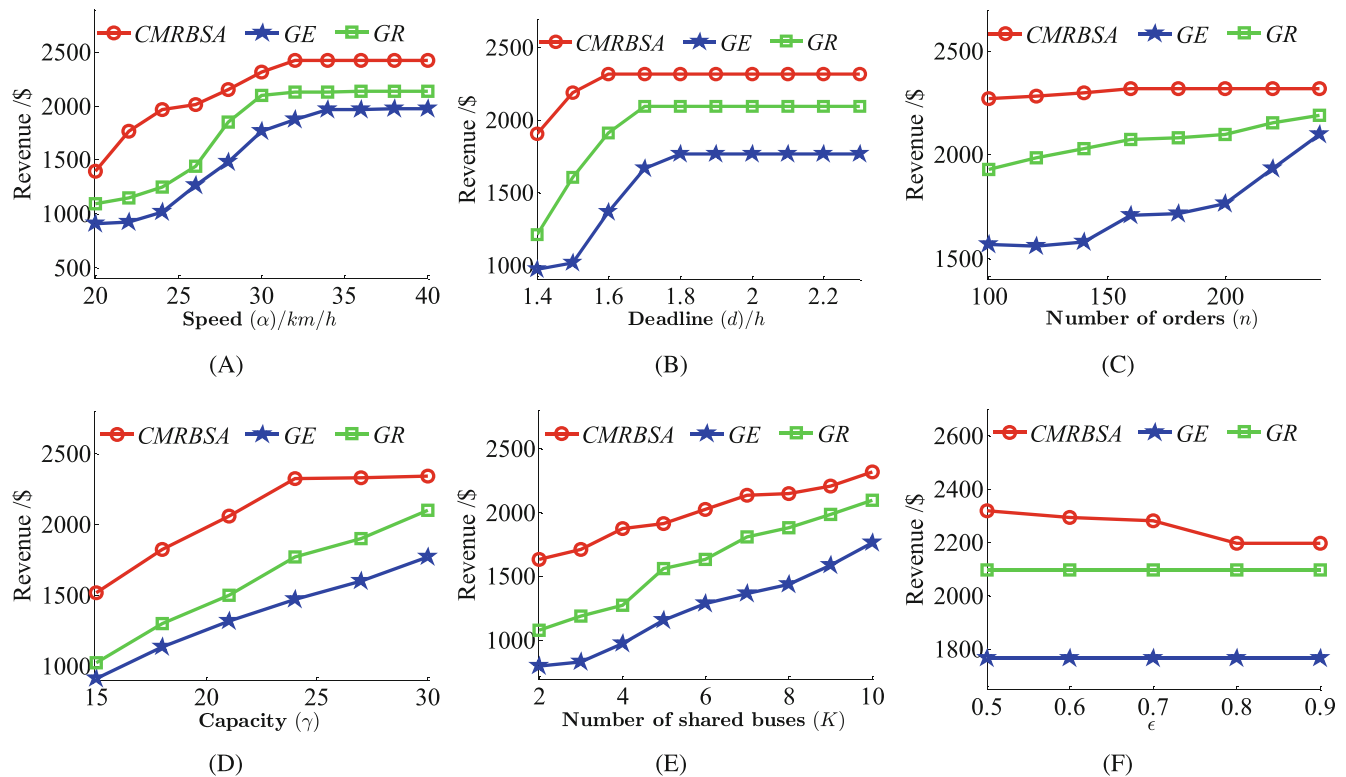 CMRBSA GE GR
Revenue /$
2500
2000
1500
1000
500
20 25 30 35 40
Speed (α)/km/h
(A)
CMRBSA GE GR
Revenue /$
2500
2000
1500
1000
1.4 1.6 1.8 2 2.2
Deadline (d)/h
(B)
CMRBSA GE GR
Revenue /$
2500
2000
1500
100 150 200
Number of orders (n)
(C)
CMRBSA GE GR
Revenue /$
2500
2000
1500
1000
15 20 25 30
Capacity (γ)
(D)
CMRBSA GE GR
Revenue /$
2500
2000
1500
1000
2 4 6 8 10
Number of shared buses (K)
(E)
CMRBSA GE GR
Revenue /$
2600
2400
2200
2000
1800
0.5 0.6 0.7 0.8 0.9
ϵ
(F)